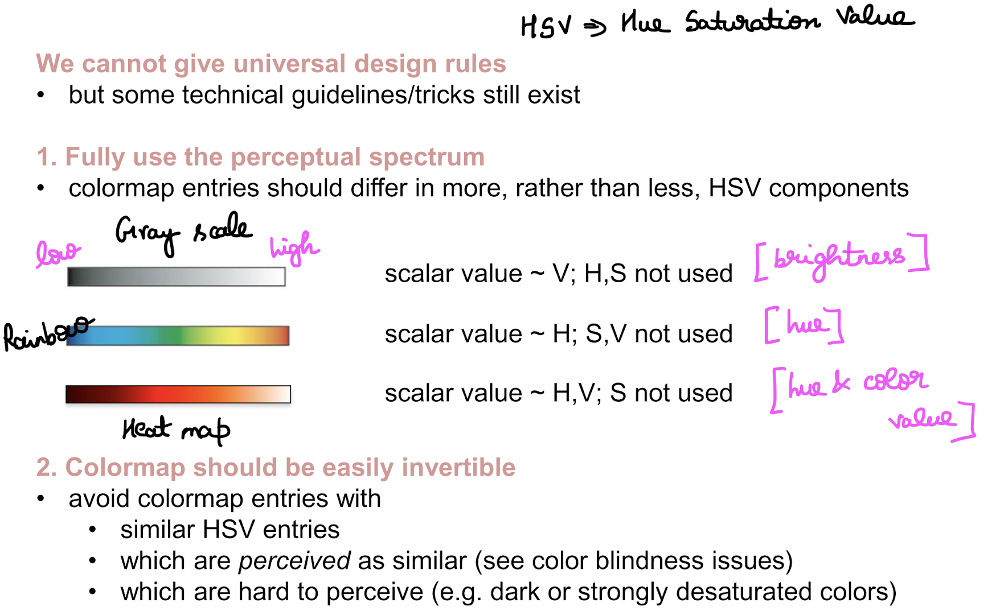 HSV ⇒ Hue Saturation Value
We cannot give universal design rules
• but some technical guidelines/tricks still exist
1. Fully use the perceptual spectrum
• colormap entries should differ in more, rather than less, HSV components
Gray scale
low high
scalar value ~ V; H,S not used [brightness]
Rainbow
scalar value ~ H; S,V not used [hue]
scalar value ~ H,V; S not used [hue & color
value]
Heat map
2. Colormap should be easily invertible
• avoid colormap entries with
• similar HSV entries
• which are perceived as similar (see color blindness issues)
• which are hard to perceive (e.g. dark or strongly desaturated colors)